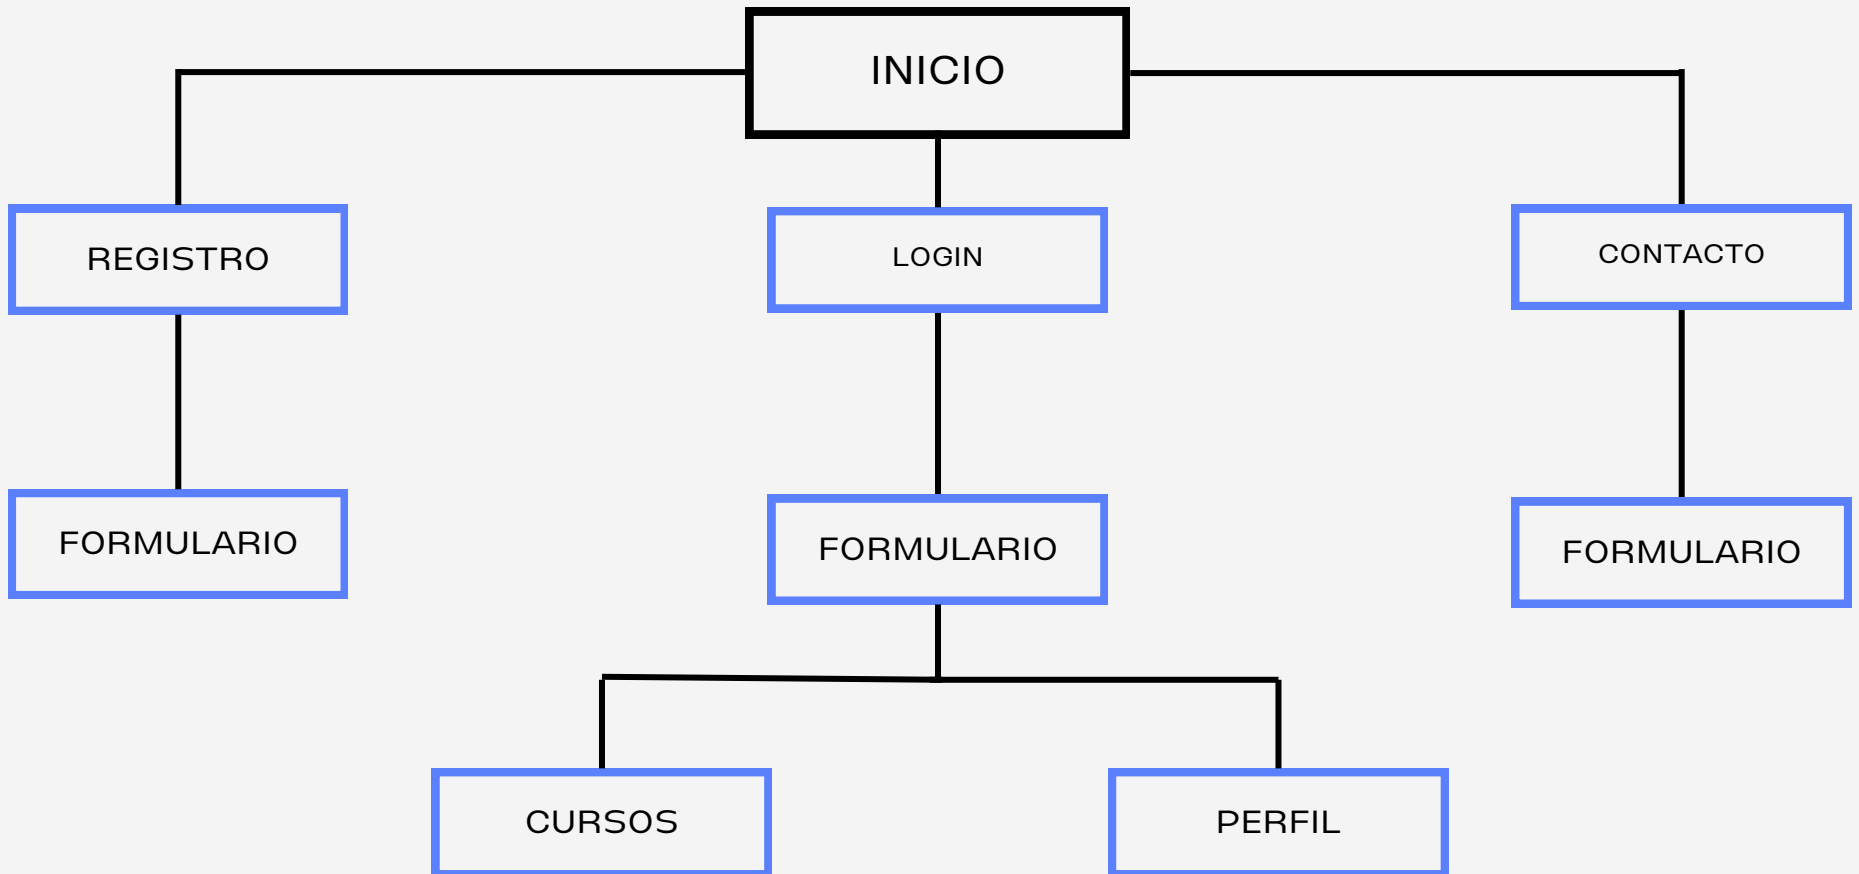 INICIO
REGISTRO
LOGIN
CONTACTO
FORMULARIO
FORMULARIO
FORMULARIO
CURSOS
PERFIL